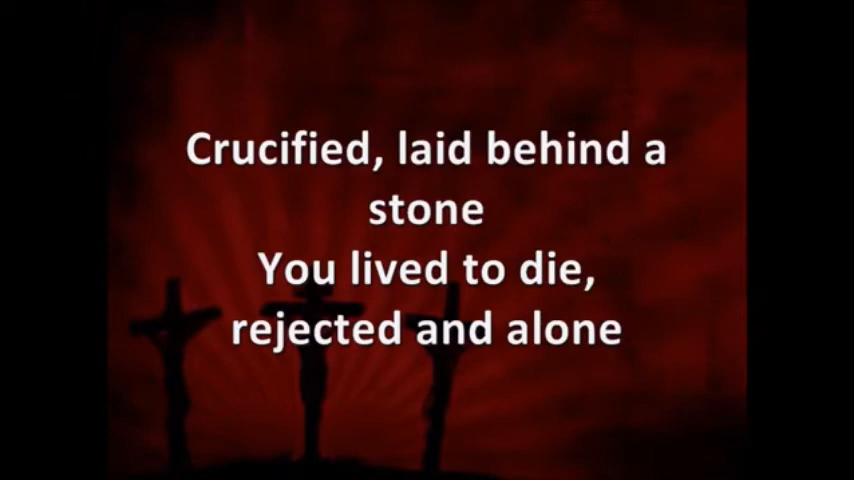 Crucified, laid behind a
stone
You lived to die,
rejected and alone